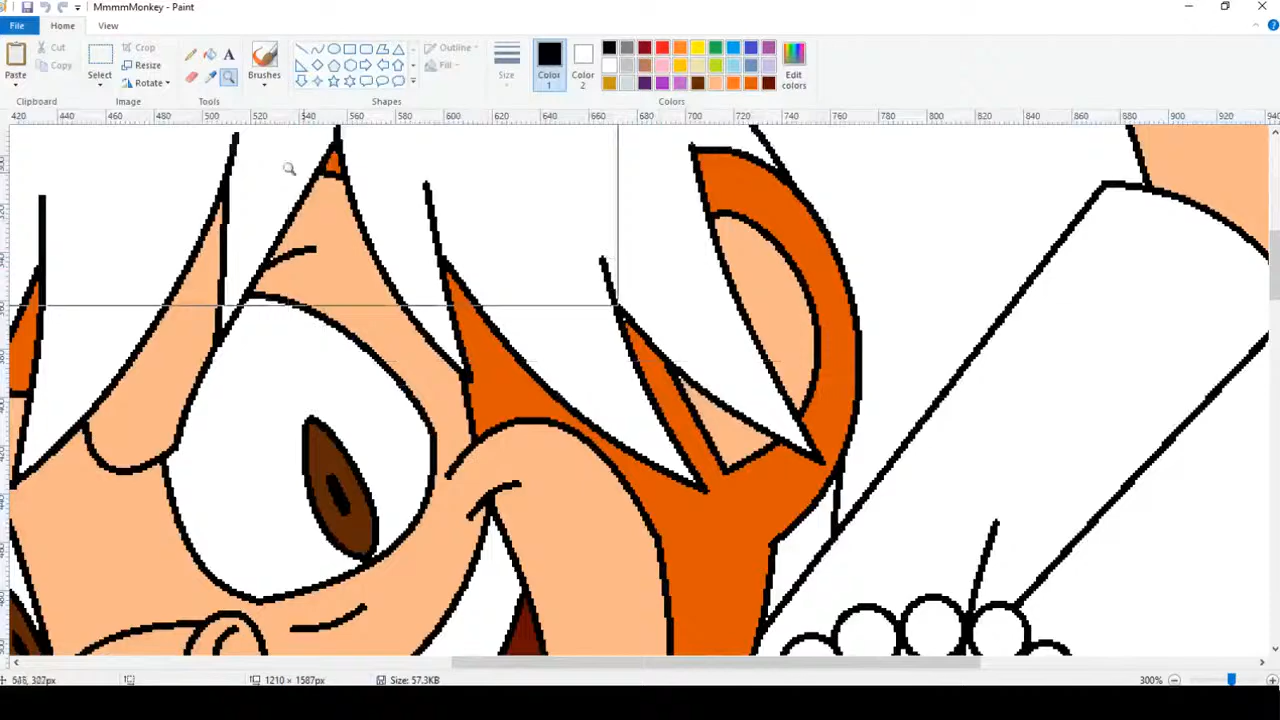 MmmmMonkey - Paint
File
Home
View
Paste
Cut
Copy
Clipboard
Select
Crop
Resize
Rotate
Image
A
Tools
Brushes
Shapes
Outline
Fill
Size
Color 1
Color 2
Edit colors
Colors
420 440 460 480 500 520 540 560 580 600 620 640 660 680 700 720 740 760 780 800 820 840 860 880 900 920 940
1210 × 1587px
Size: 57.3KB
300%